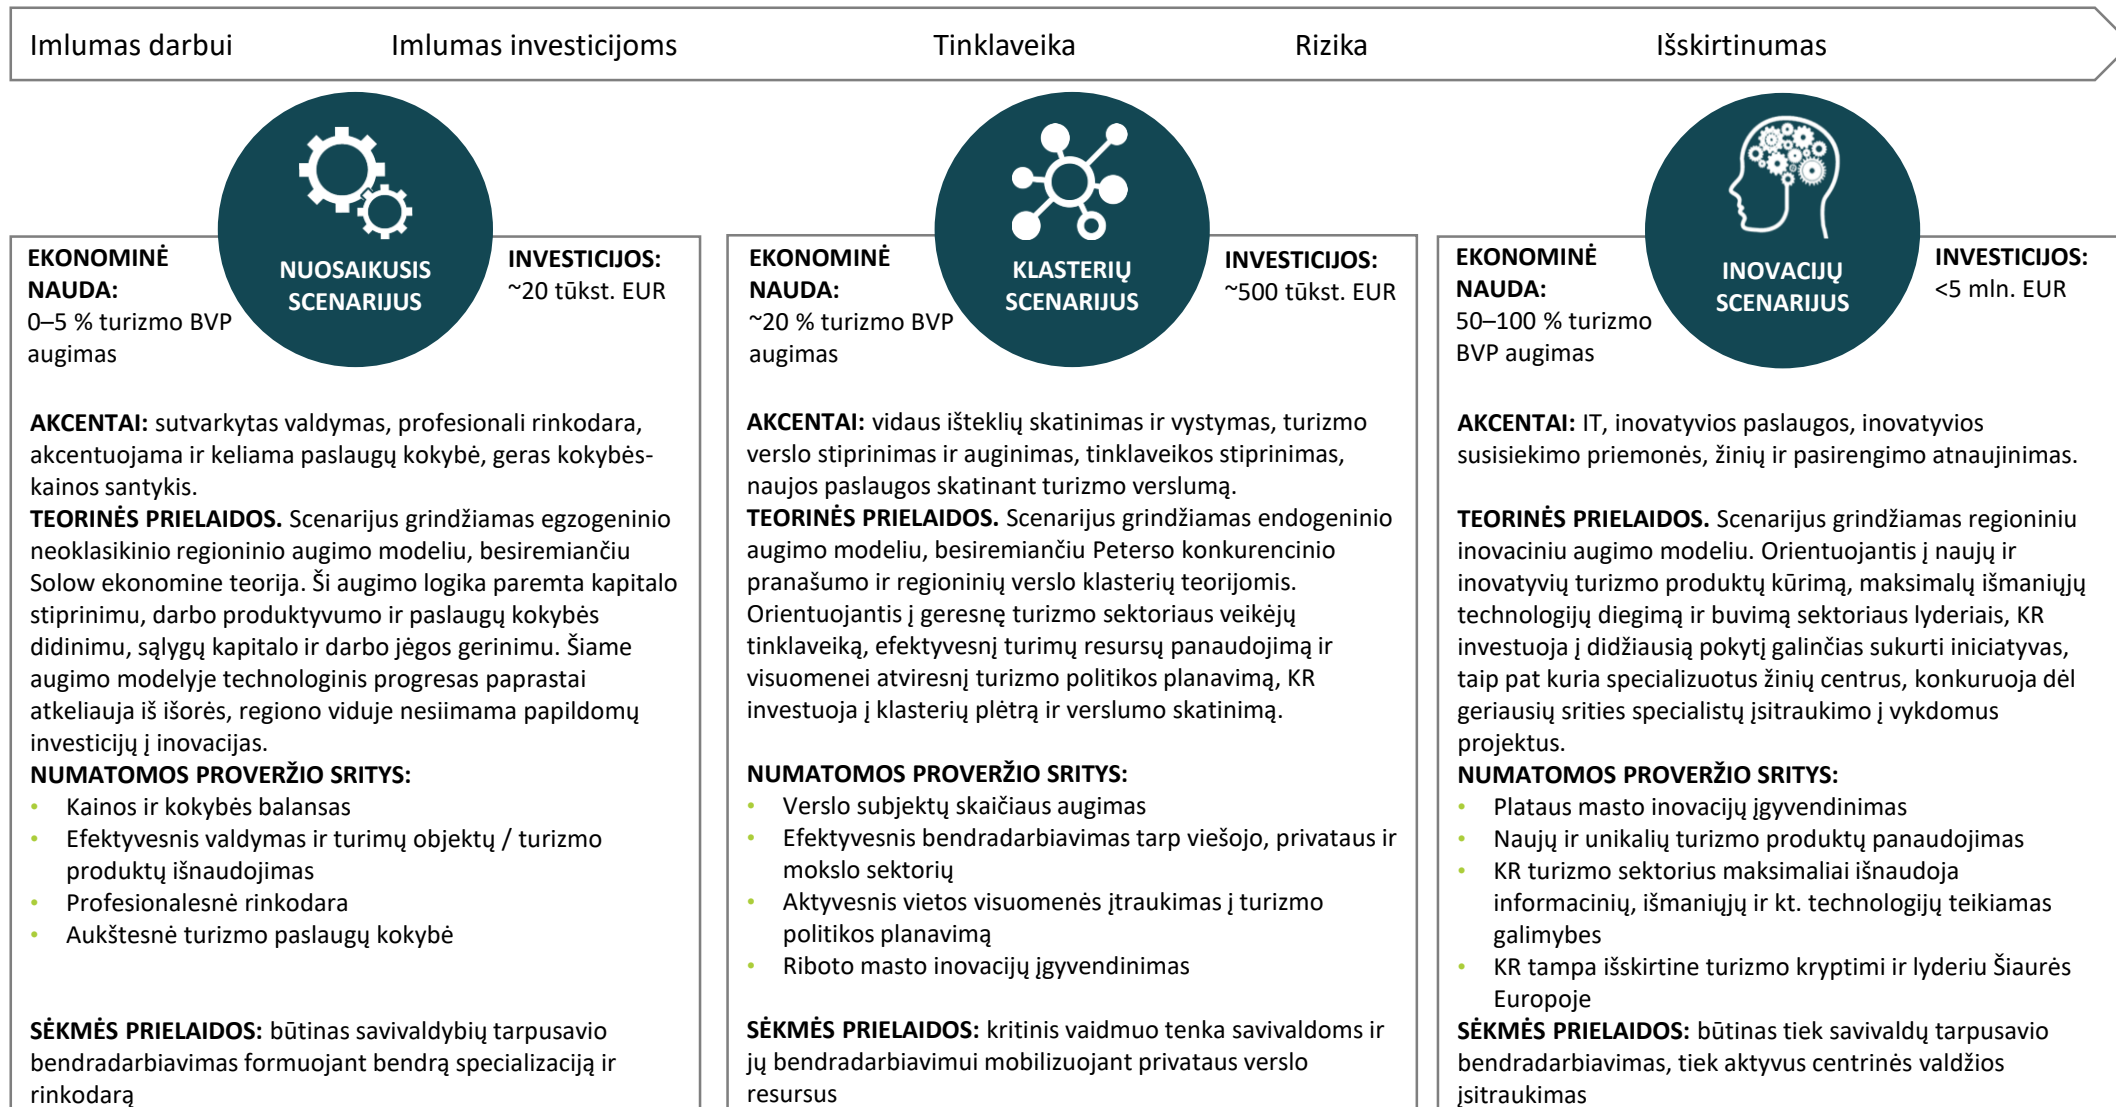 Imlumas darbui Imlumas investicijoms Tinklaveika Rizika Išskirtinumas
NUOSAIKUSIS
SCENARIJUS
EKONOMINĖ
NAUDA:
0–5 % turizmo BVP
augimas
INVESTICIJOS:
~20 tūkst. EUR
AKCENTAI: sutvarkytas valdymas, profesionali rinkodara,
akcentuojama ir keliama paslaugų kokybė, geras kokybės-
kainos santykis.
TEORINĖS PRIELAIDOS. Scenarijus grindžiamas egzogeninio
neoklasikinio regioninio augimo modeliu, besiremiančiu
Solow ekonomine teorija. Ši augimo logika paremta kapitalo
stiprinimu, darbo produktyvumo ir paslaugų kokybės
didinimu, sąlygų kapitalo ir darbo jėgos gerinimu. Šiame
augimo modelyje technologinis progresas paprastai
atkeliauja iš išorės, regiono viduje nesiimama papildomų
investicijų į inovacijas.
NUMATOMOS PROVERŽIO SRITYS:
• Kainos ir kokybės balansas
• Efektyvesnis valdymas ir turimų objektų / turizmo
produktų išnaudojimas
• Profesionalesnė rinkodara
• Aukštesnė turizmo paslaugų kokybė
SĖKMĖS PRIELAIDOS: būtinas savivaldybių tarpusavio
bendradarbiavimas formuojant bendrą specializaciją ir
rinkodarą
KLASTERIŲ
SCENARIJUS
EKONOMINĖ
NAUDA:
~20 % turizmo BVP
augimas
INVESTICIJOS:
~500 tūkst. EUR
AKCENTAI: vidaus išteklių skatinimas ir vystymas, turizmo
verslo stiprinimas ir auginimas, tinklaveikos stiprinimas,
naujos paslaugos skatinant turizmo verslumą.
TEORINĖS PRIELAIDOS. Scenarijus grindžiamas endogeninio
augimo modeliu, besiremiančiu Peterso konkurencinio
pranašumo ir regioninių verslo klasterių teorijomis.
Orientuojantis į geresnę turizmo sektoriaus veikėjų
tinklaveiką, efektyvesnį turimų resursų panaudojimą ir
visuomenei atviresnį turizmo politikos planavimą, KR
investuoja į klasterių plėtrą ir verslumo skatinimą.
NUMATOMOS PROVERŽIO SRITYS:
• Verslo subjektų skaičiaus augimas
• Efektyvesnis bendradarbiavimas tarp viešojo, privataus ir
mokslo sektorių
• Aktyvesnis vietos visuomenės įtraukimas į turizmo
politikos planavimą
• Riboto masto inovacijų įgyvendinimas
SĖKMĖS PRIELAIDOS: kritinis vaidmuo tenka savivaldoms ir
jų bendradarbiavimui mobilizuojant privataus verslo
resursus
INOVACIJŲ
SCENARIJUS
EKONOMINĖ
NAUDA:
50–100 % turizmo
BVP augimas
INVESTICIJOS:
<5 mln. EUR
AKCENTAI: IT, inovatyvios paslaugos, inovatyvios
susisiekimo priemonės, žinių ir pasirengimo atnaujinimas.
TEORINĖS PRIELAIDOS. Scenarijus grindžiamas regioniniu
inovaciniu augimo modeliu. Orientuojantis į naujų ir
inovatyvių turizmo produktų kūrimą, maksimalų išmaniųjų
technologijų diegimą ir buvimą sektoriaus lyderiais, KR
investuoja į didžiausią pokytį galinčias sukurti iniciatyvas,
taip pat kuria specializuotus žinių centrus, konkuruoja dėl
geriausių srities specialistų įsitraukimo į vykdomus
projektus.
NUMATOMOS PROVERŽIO SRITYS:
• Plataus masto inovacijų įgyvendinimas
• Naujų ir unikalių turizmo produktų panaudojimas
• KR turizmo sektorius maksimaliai išnaudoja
informacinių, išmaniųjų ir kt. technologijų teikiamas
galimybes
• KR tampa išskirtine turizmo kryptimi ir lyderiu Šiaurės
Europoje
SĖKMĖS PRIELAIDOS: būtinas tiek savivaldų tarpusavio
bendradarbiavimas, tiek aktyvus centrinės valdžios
įsitraukimas